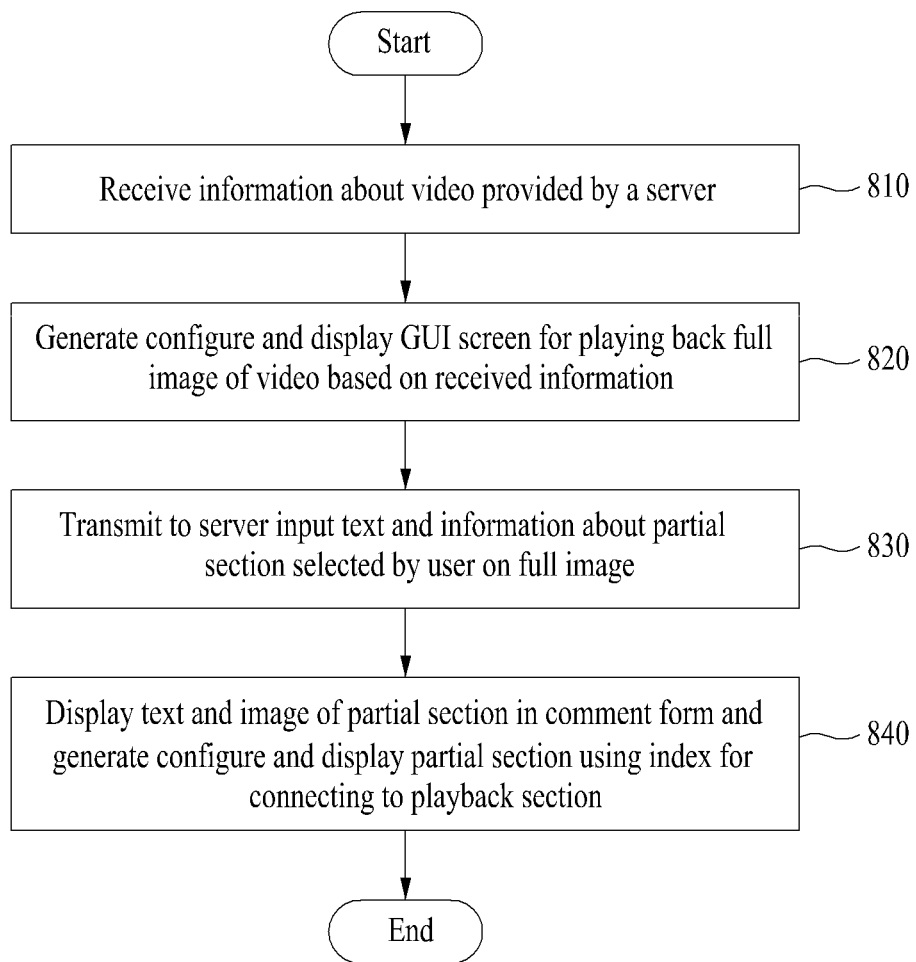 Start
Receive information about video provided by a server
810
Generate configure and display GUI screen for playing back full
image of video based on received information
820
Transmit to server input text and information about partial
section selected by user on full image
830
Display text and image of partial section in comment form and
generate configure and display partial section using index for
connecting to playback section
840
End